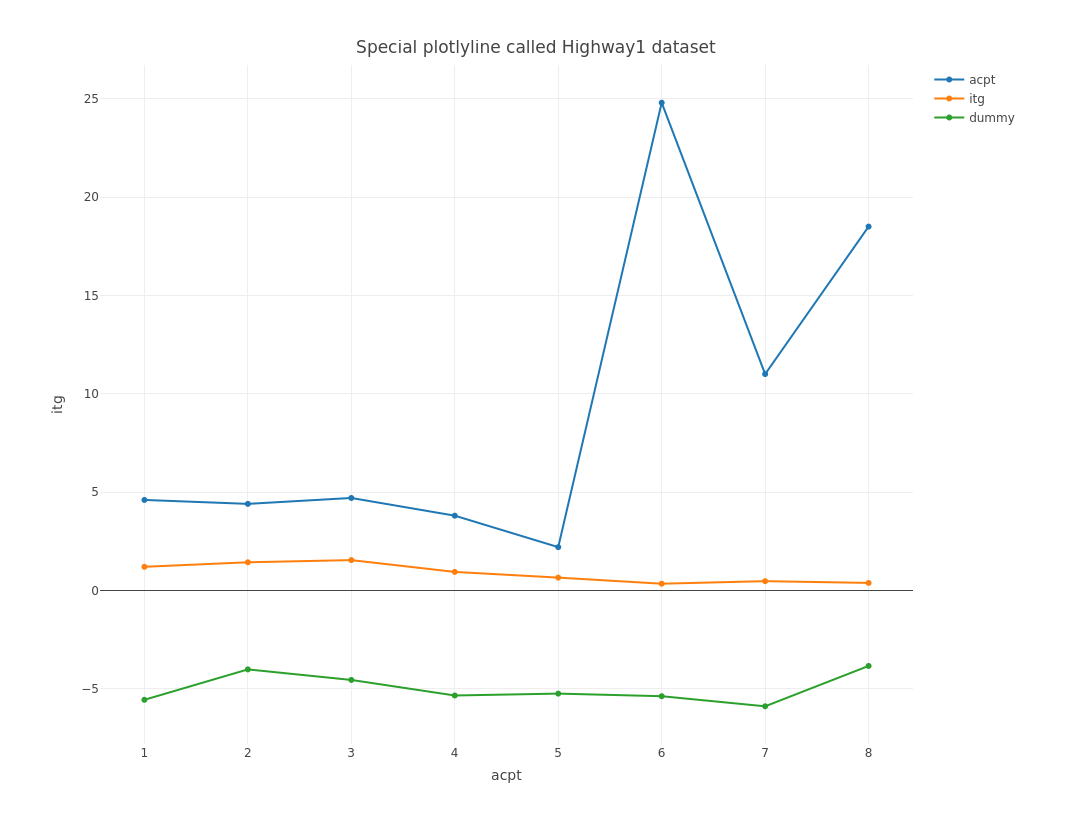 Special plotlyline called Highway1 dataset
acpt
itg
dummy
25
20
15
10
5
0
−5
itg
1 2 3 4 5 6 7 8
acpt